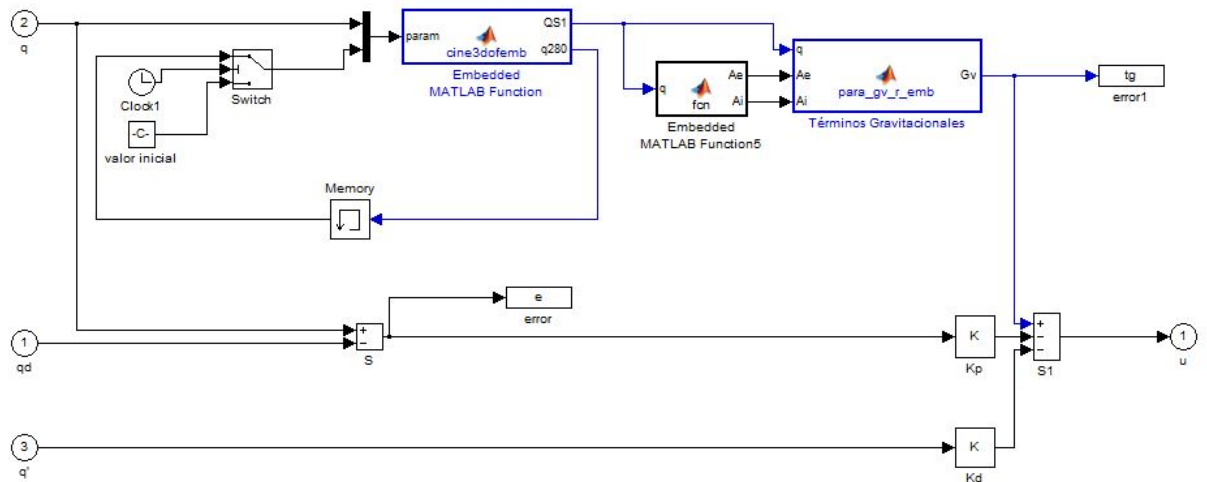 2
q
Clock1
-C-
valor inicial
Switch
param
cine3dofemb
QS1
q280
Embedded
MATLAB Function
q
fcn
Ae
Ai
Embedded
MATLAB Function5
q
Ae
Ai
para_gv_r_emb
Gv
Términos Gravitacionales
tg
error1
Memory
e
error
1
qd
+
−
S
K
Kp
+
−
−
S1
1
u
3
q'
K
Kd